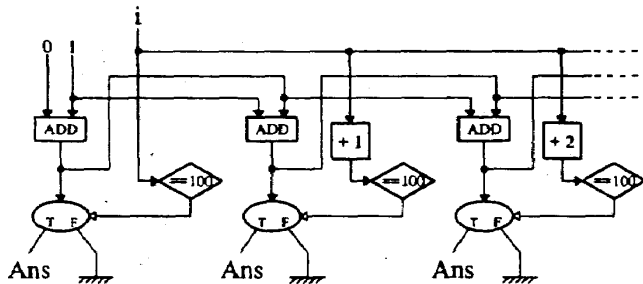 i
0 1
ADD ADD + 1 ADD + 2
==100 ==100 ==100
T F T F T F
Ans Ans Ans